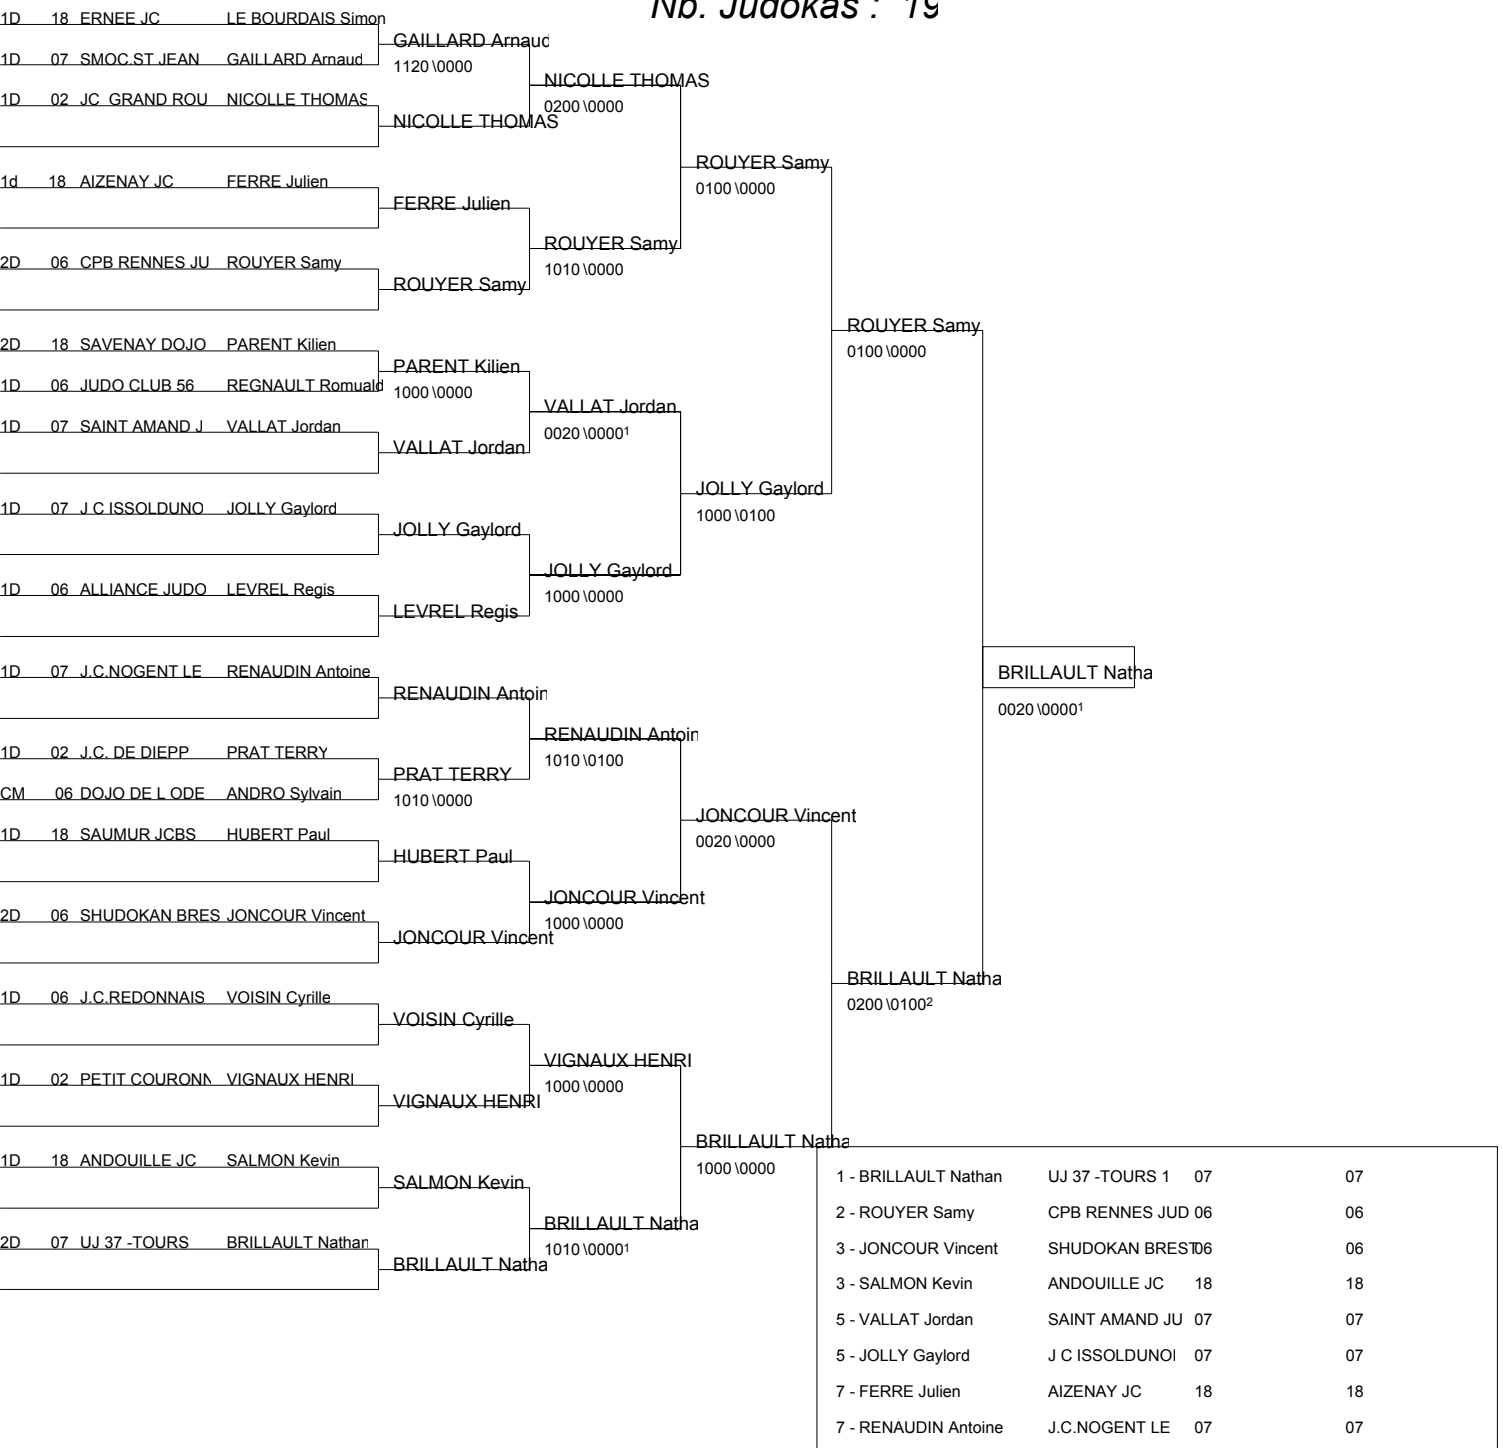 Nb. Judokas : 19
1D 18 ERNEE JC LE BOURDAIS Simon
GAILLARD Arnaud
1D 07 SMOC.ST JEAN GAILLARD Arnaud
1120 \0000
NICOLLE THOMAS
1D 02 JC GRAND ROU NICOLLE THOMAS
0200 \0000
NICOLLE THOMAS
ROUYER Samy
1d 18 AIZENAY JC FERRE Julien
0100 \0000
FERRE Julien
ROUYER Samy
2D 06 CPB RENNES JU ROUYER Samy
1010 \0000
ROUYER Samy
ROUYER Samy
2D 18 SAVENAY DOJO PARENT Kilien
0100 \0000
PARENT Kilien
1D 06 JUDO CLUB 56 REGNAULT Romuald
1000 \0000
VALLAT Jordan
1D 07 SAINT AMAND J VALLAT Jordan
0020 \0000¹
VALLAT Jordan
JOLLY Gaylord
1D 07 J C ISSOLDUNO JOLLY Gaylord
1000 \0100
JOLLY Gaylord
JOLLY Gaylord
1D 06 ALLIANCE JUDO LEVREL Regis
1000 \0000
LEVREL Regis
1D 07 J.C.NOGENT LE RENAUDIN Antoine
BRILLAULT Natha
RENAUDIN Antoin
0020 \0000¹
RENAUDIN Antoin
1D 02 J.C. DE DIEPP PRAT TERRY
1010 \0100
PRAT TERRY
CM 06 DOJO DE L ODE ANDRO Sylvain
1010 \0000
JONCOUR Vincent
1D 18 SAUMUR JCBS HUBERT Paul
0020 \0000
HUBERT Paul
JONCOUR Vincent
2D 06 SHUDOKAN BRES JONCOUR Vincent
1000 \0000
JONCOUR Vincent
BRILLAULT Natha
1D 06 J.C.REDONNAIS VOISIN Cyrille
0200 \0100²
VOISIN Cyrille
VIGNAUX HENRI
1D 02 PETIT COURONN VIGNAUX HENRI
1000 \0000
VIGNAUX HENRI
BRILLAULT Natha
1D 18 ANDOUILLE JC SALMON Kevin
1000 \0000
SALMON Kevin
BRILLAULT Natha
2D 07 UJ 37 -TOURS BRILLAULT Nathan
1010 \0000¹
BRILLAULT Natha
1 - BRILLAULT Nathan UJ 37 -TOURS 1 07 07
2 - ROUYER Samy CPB RENNES JUD 06 06
3 - JONCOUR Vincent SHUDOKAN BREST 06 06
3 - SALMON Kevin ANDOUILLE JC 18 18
5 - VALLAT Jordan SAINT AMAND JU 07 07
5 - JOLLY Gaylord J C ISSOLDUNOI 07 07
7 - FERRE Julien AIZENAY JC 18 18
7 - RENAUDIN Antoine J.C.NOGENT LE 07 07